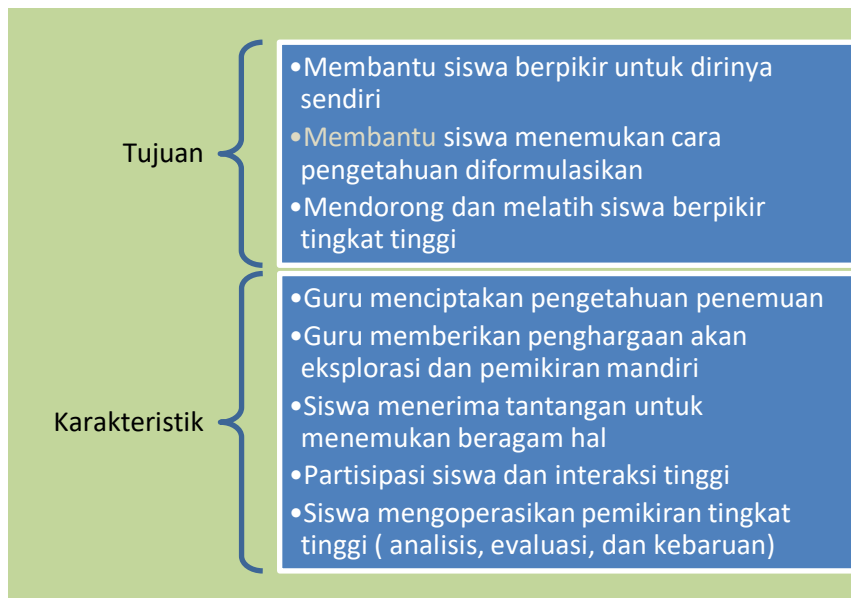 Tujuan
•Membantu siswa berpikir untuk dirinya
sendiri
•Membantu siswa menemukan cara
pengetahuan diformulasikan
•Mendorong dan melatih siswa berpikir
tingkat tinggi
Karakteristik
•Guru menciptakan pengetahuan penemuan
•Guru memberikan penghargaan akan
eksplorasi dan pemikiran mandiri
•Siswa menerima tantangan untuk
menemukan beragam hal
•Partisipasi siswa dan interaksi tinggi
•Siswa mengoperasikan pemikiran tingkat
tinggi ( analisis, evaluasi, dan kebaruan)